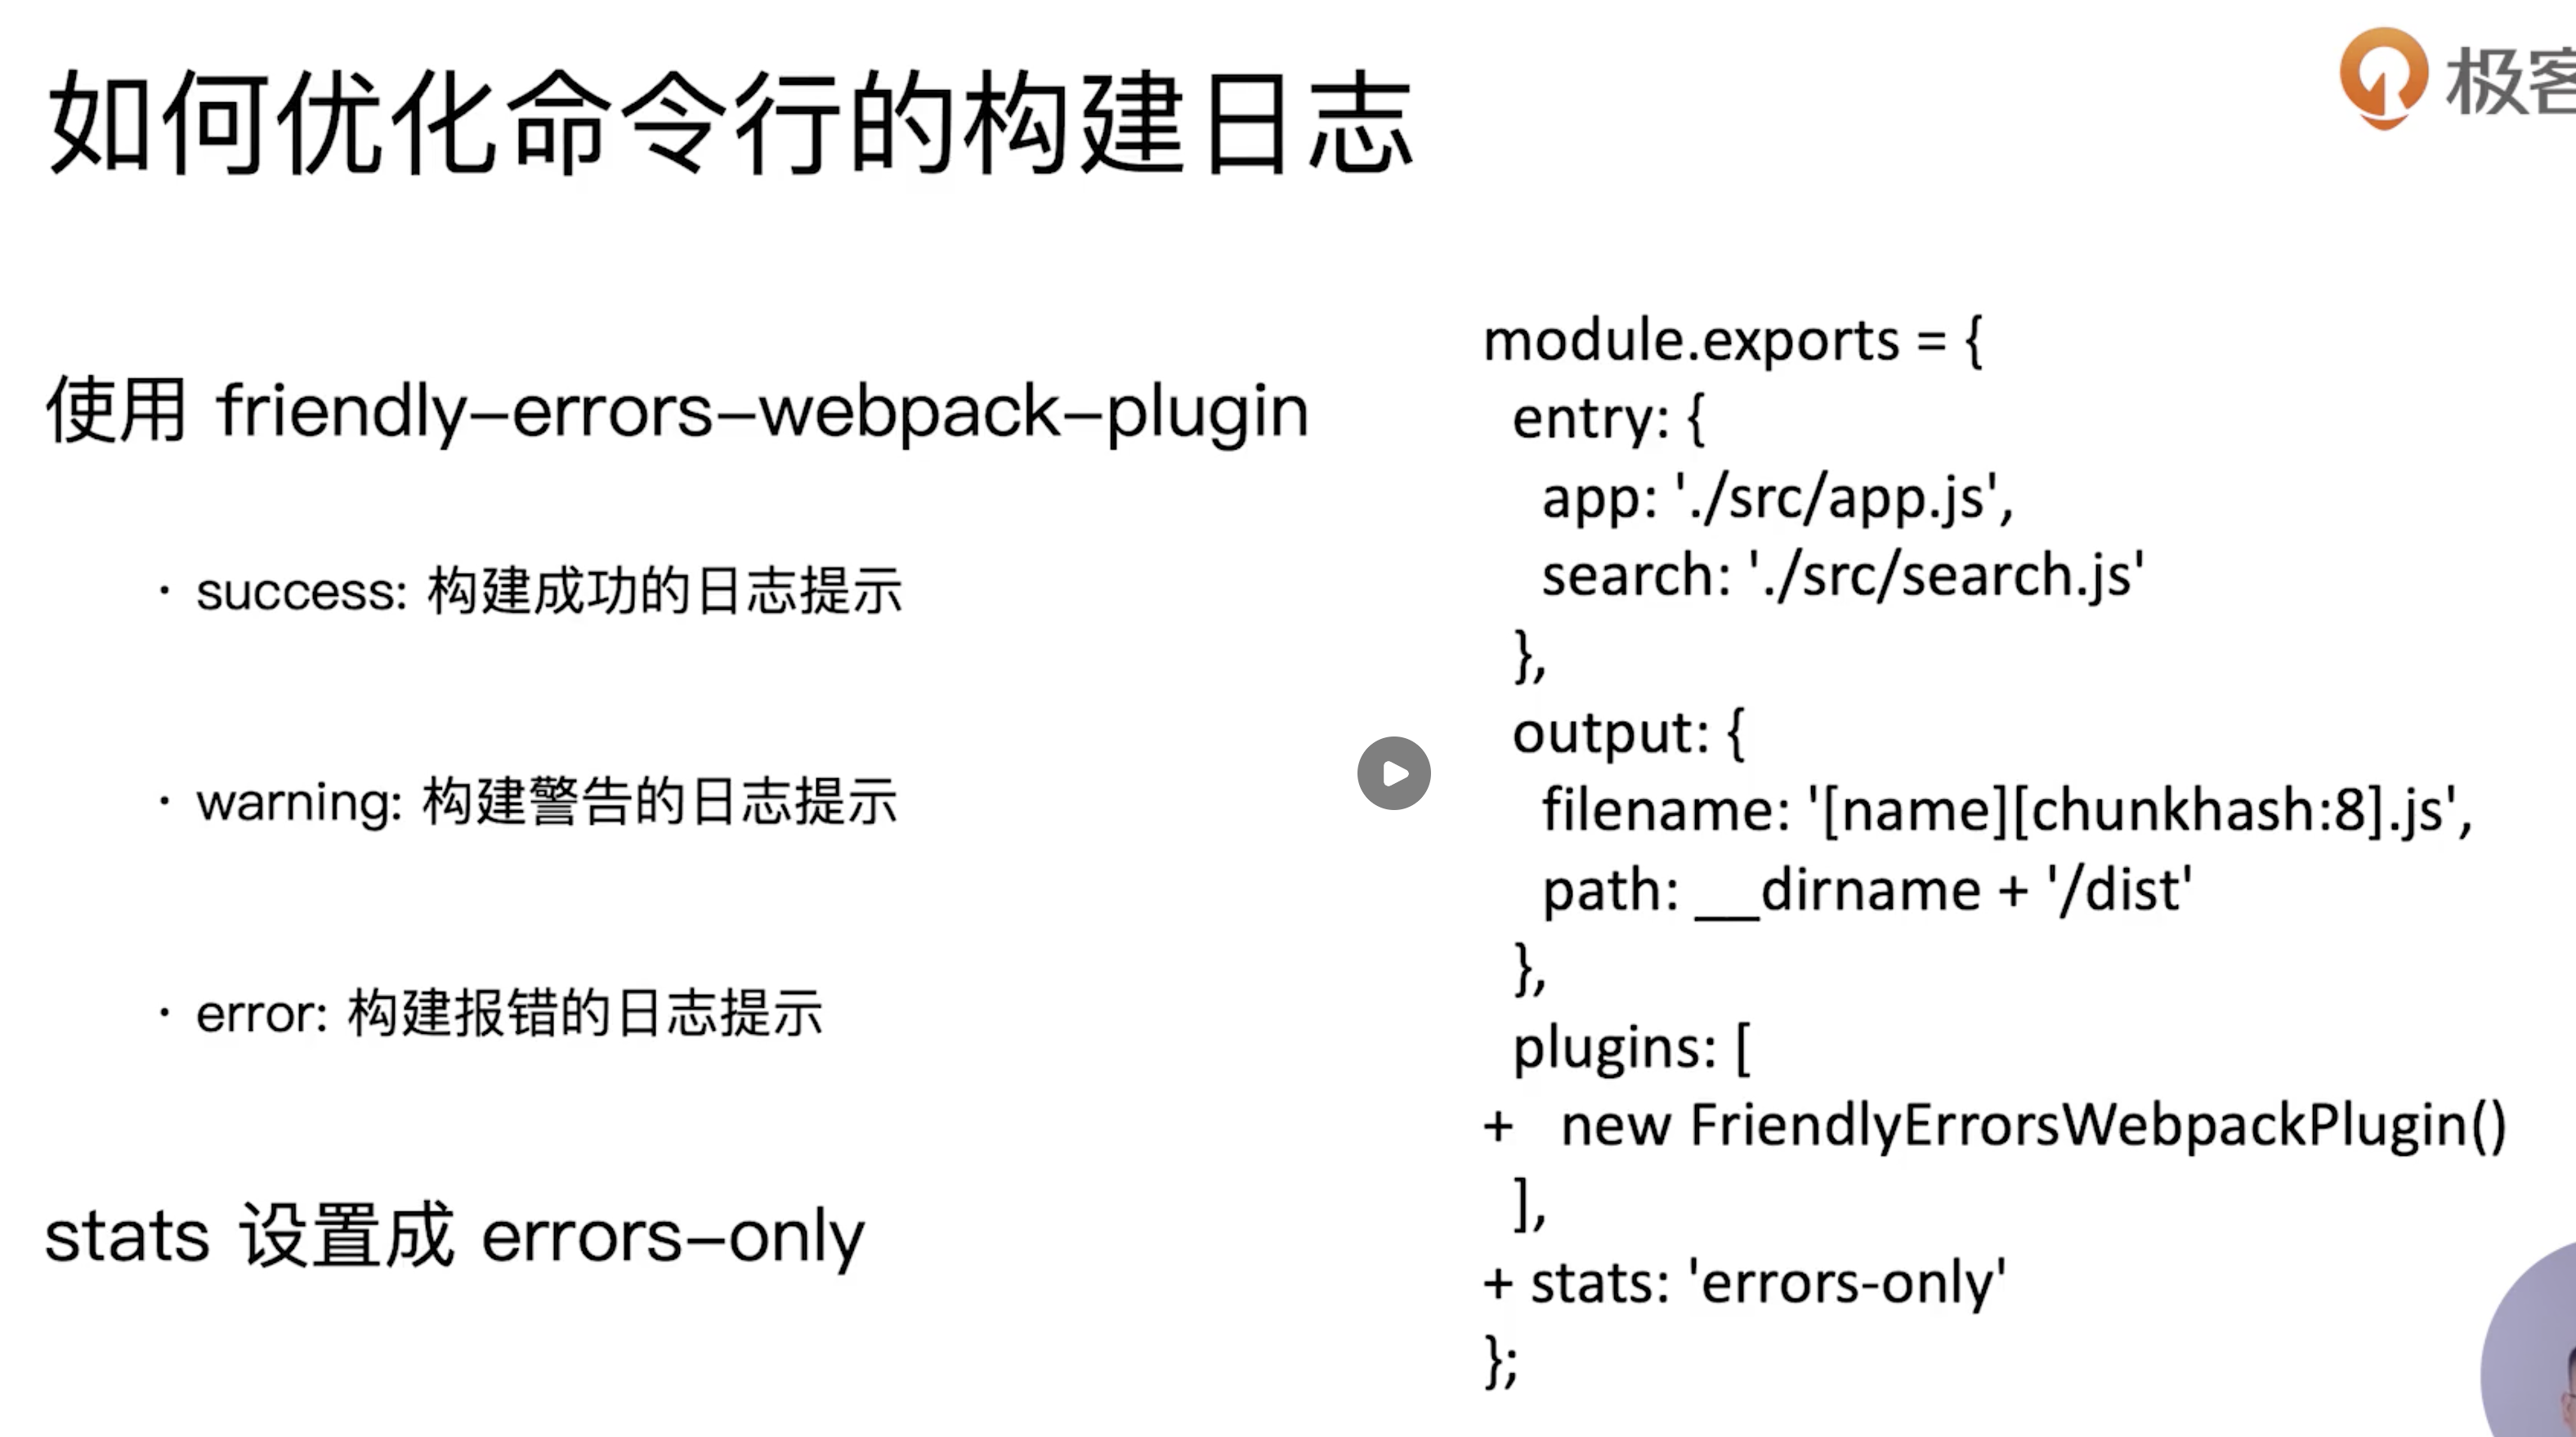 如何优化命令行的构建日志
极客
使用 friendly-errors-webpack-plugin
· success: 构建成功的日志提示
· warning: 构建警告的日志提示
· error: 构建报错的日志提示
stats 设置成 errors-only
module.exports = {
entry: {
app: './src/app.js',
search: './src/search.js'
},
output: {
filename: '[name][chunkhash:8].js',
path: __dirname + '/dist'
},
plugins: [
+ new FriendlyErrorsWebpackPlugin()
],
+ stats: 'errors-only'
};